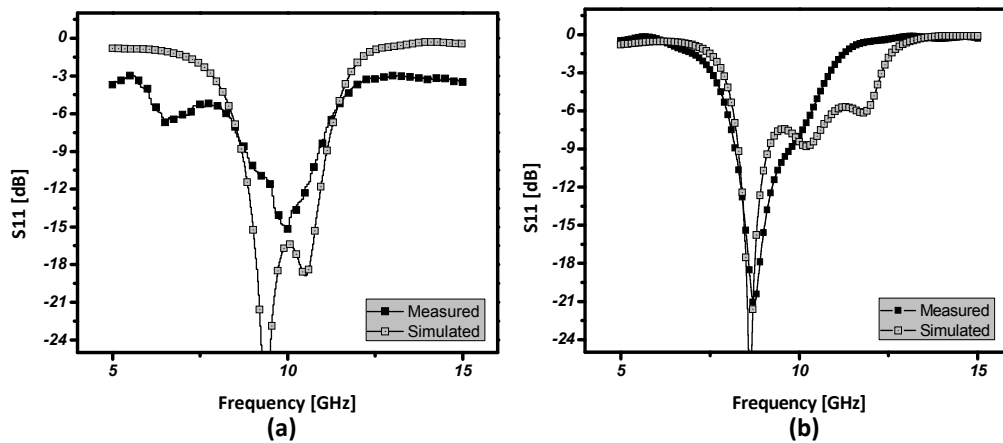 0
-3
-6
-9
-12
-15
-18
-21
-24
S11 [dB]
Measured
Simulated
5
10
15
Frequency [GHz]
(a)
0
-3
-6
-9
-12
-15
-18
-21
-24
S11 [dB]
Measured
Simulated
5
10
15
Frequency [GHz]
(b)